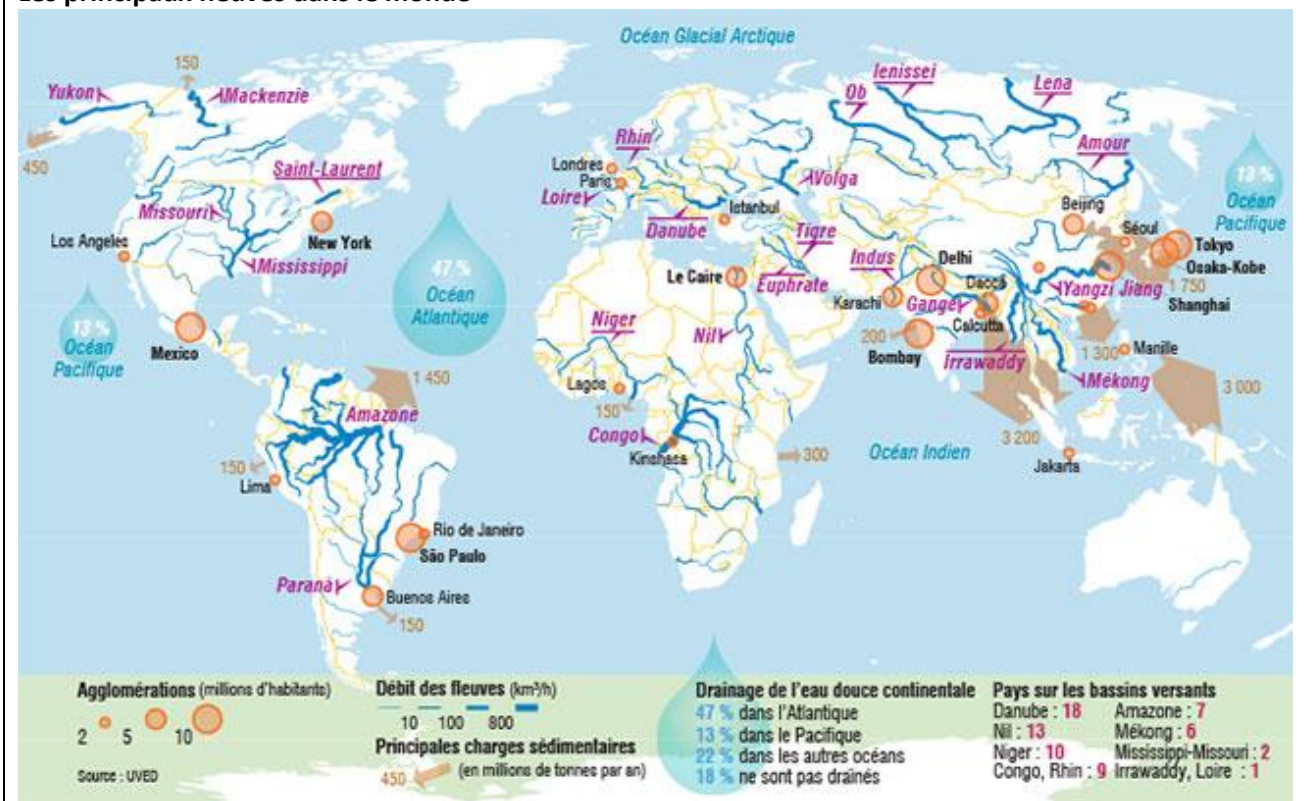 Les principaux fleuves dans le monde
Océan Glacial Arctique
150
Yukon
Mackenzie
450
Saint-Laurent
Missouri
Los Angeles
New York
Mississippi
47 %
Océan
Atlantique
13 %
Océan
Pacifique
Mexico
1 450
Amazone
150
Lima
Rio de Janeiro
São Paulo
Paranà
Buenos Aires
150
Ienissei
Ob
Lena
Rhin
Londres
Paris
Loire
Volga
Amour
Danube
Istanbul
Beijing
13 %
Océan
Pacifique
Séoul
Tokyo
Osaka-Kobe
1 750
Tigre
Euphrate
Indus
Delhi
Le Caire
Karachi
Gange
Dacca
Calcutta
Yangzi Jiang
Shanghai
Niger
Nil
200
Bombay
Irrawaddy
1 300
Manille
Mékong
3 000
Lagos
150
Congo
Kinshasa
300
Océan Indien
3 200
Jakarta
Agglomérations (millions d'habitants)
2 5 10
Source : UVED
Débit des fleuves (km³/h)
10 100 800
Principales charges sédimentaires
450 (en millions de tonnes par an)
Drainage de l'eau douce continentale
47 % dans l'Atlantique
13 % dans le Pacifique
22 % dans les autres océans
18 % ne sont pas draînés
Pays sur les bassins versants
Danube : 18 Amazone : 7
Nil : 13 Mékong : 6
Niger : 10 Mississippi-Missouri : 2
Congo, Rhin : 9 Irrawaddy, Loire : 1